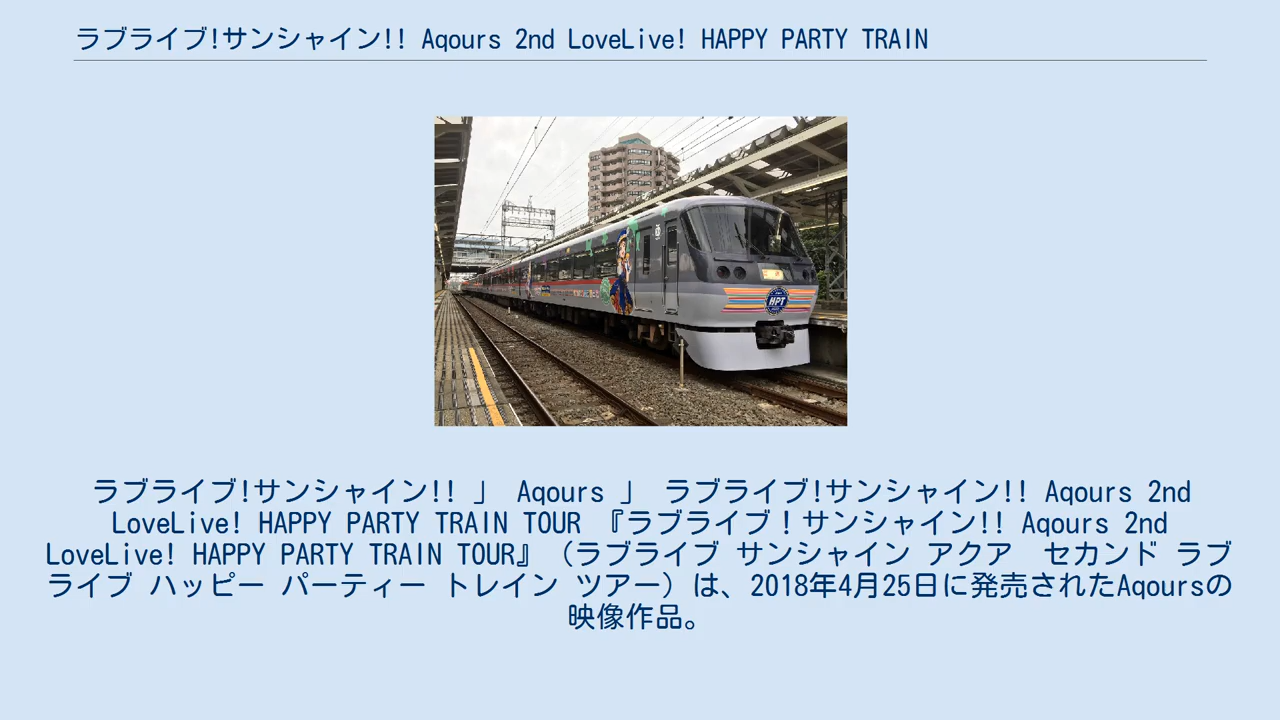 ラブライブ!サンシャイン!! Aqours 2nd LoveLive! HAPPY PARTY TRAIN
HPT
ラブライブ!サンシャイン!! 」 Aqours 」 ラブライブ!サンシャイン!! Aqours 2nd
LoveLive! HAPPY PARTY TRAIN TOUR 『ラブライブ！サンシャイン!! Aqours 2nd
LoveLive! HAPPY PARTY TRAIN TOUR』 （ラブライブ サンシャイン アクア　セカンド ラブ
ライブ ハッピー パーティー トレイン ツアー）は、2018年4月25日に発売されたAqoursの
映像作品。